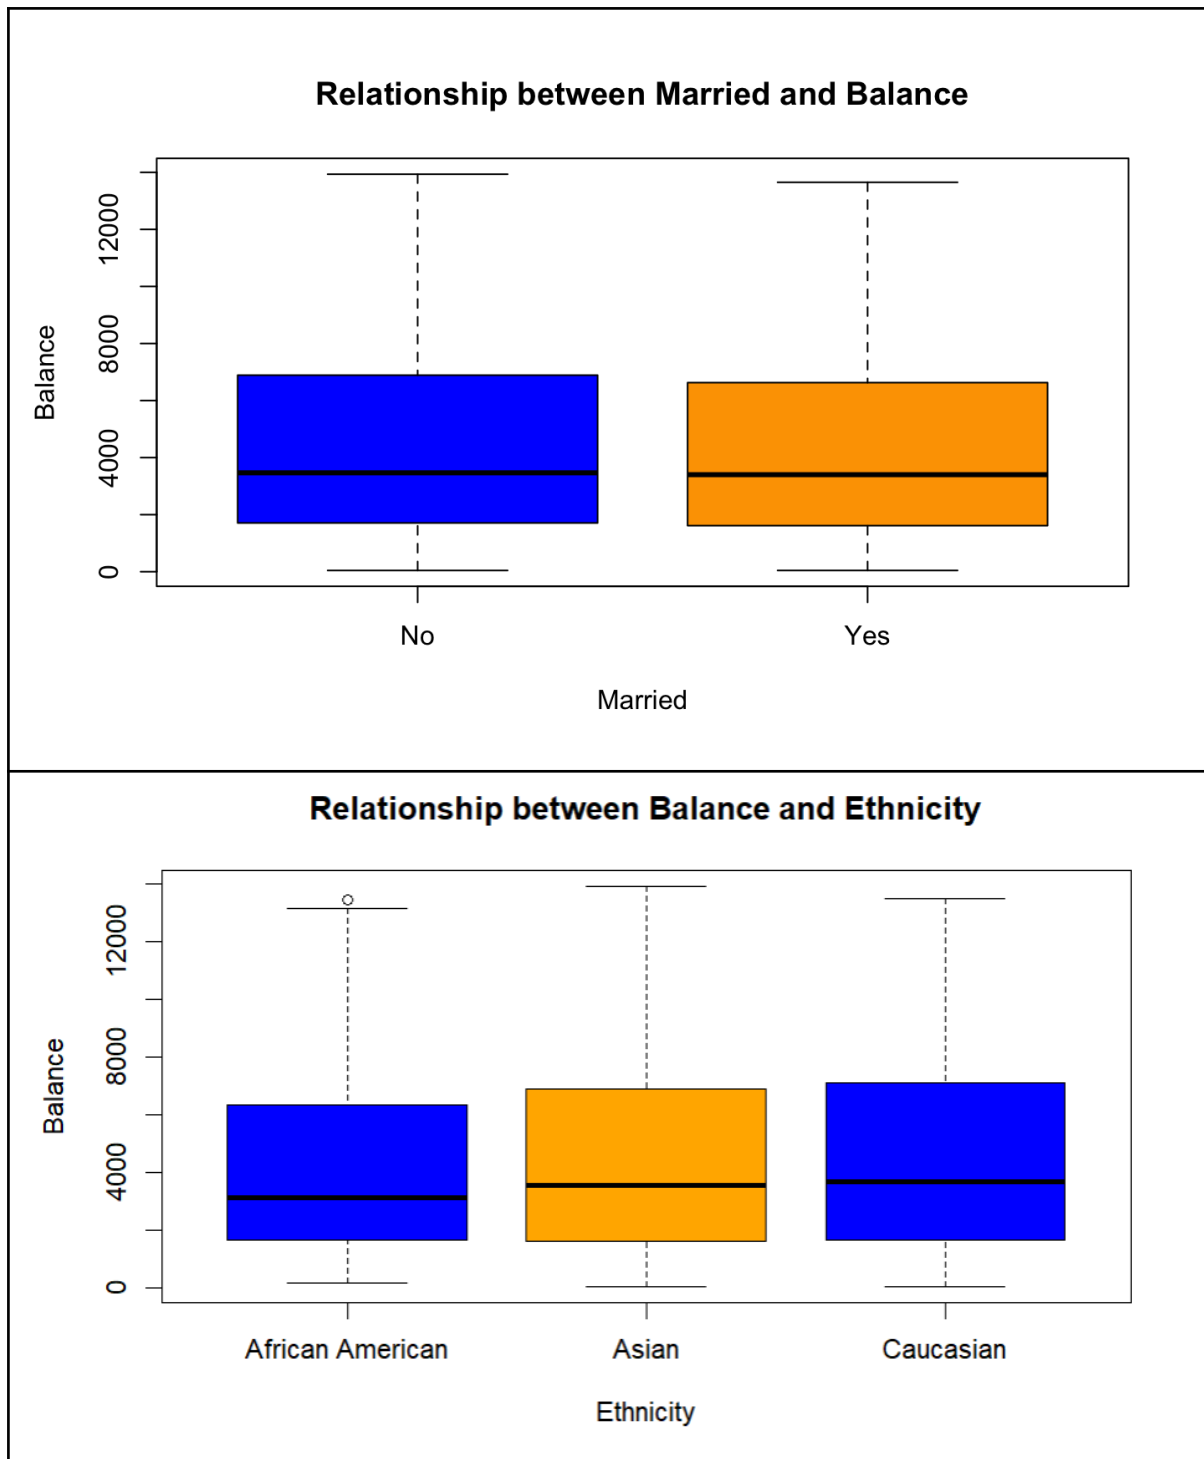 Relationship between Married and Balance
12000
8000
4000
0
Balance
No Yes
Married
Relationship between Balance and Ethnicity
12000
8000
4000
0
Balance
African American Asian Caucasian
Ethnicity